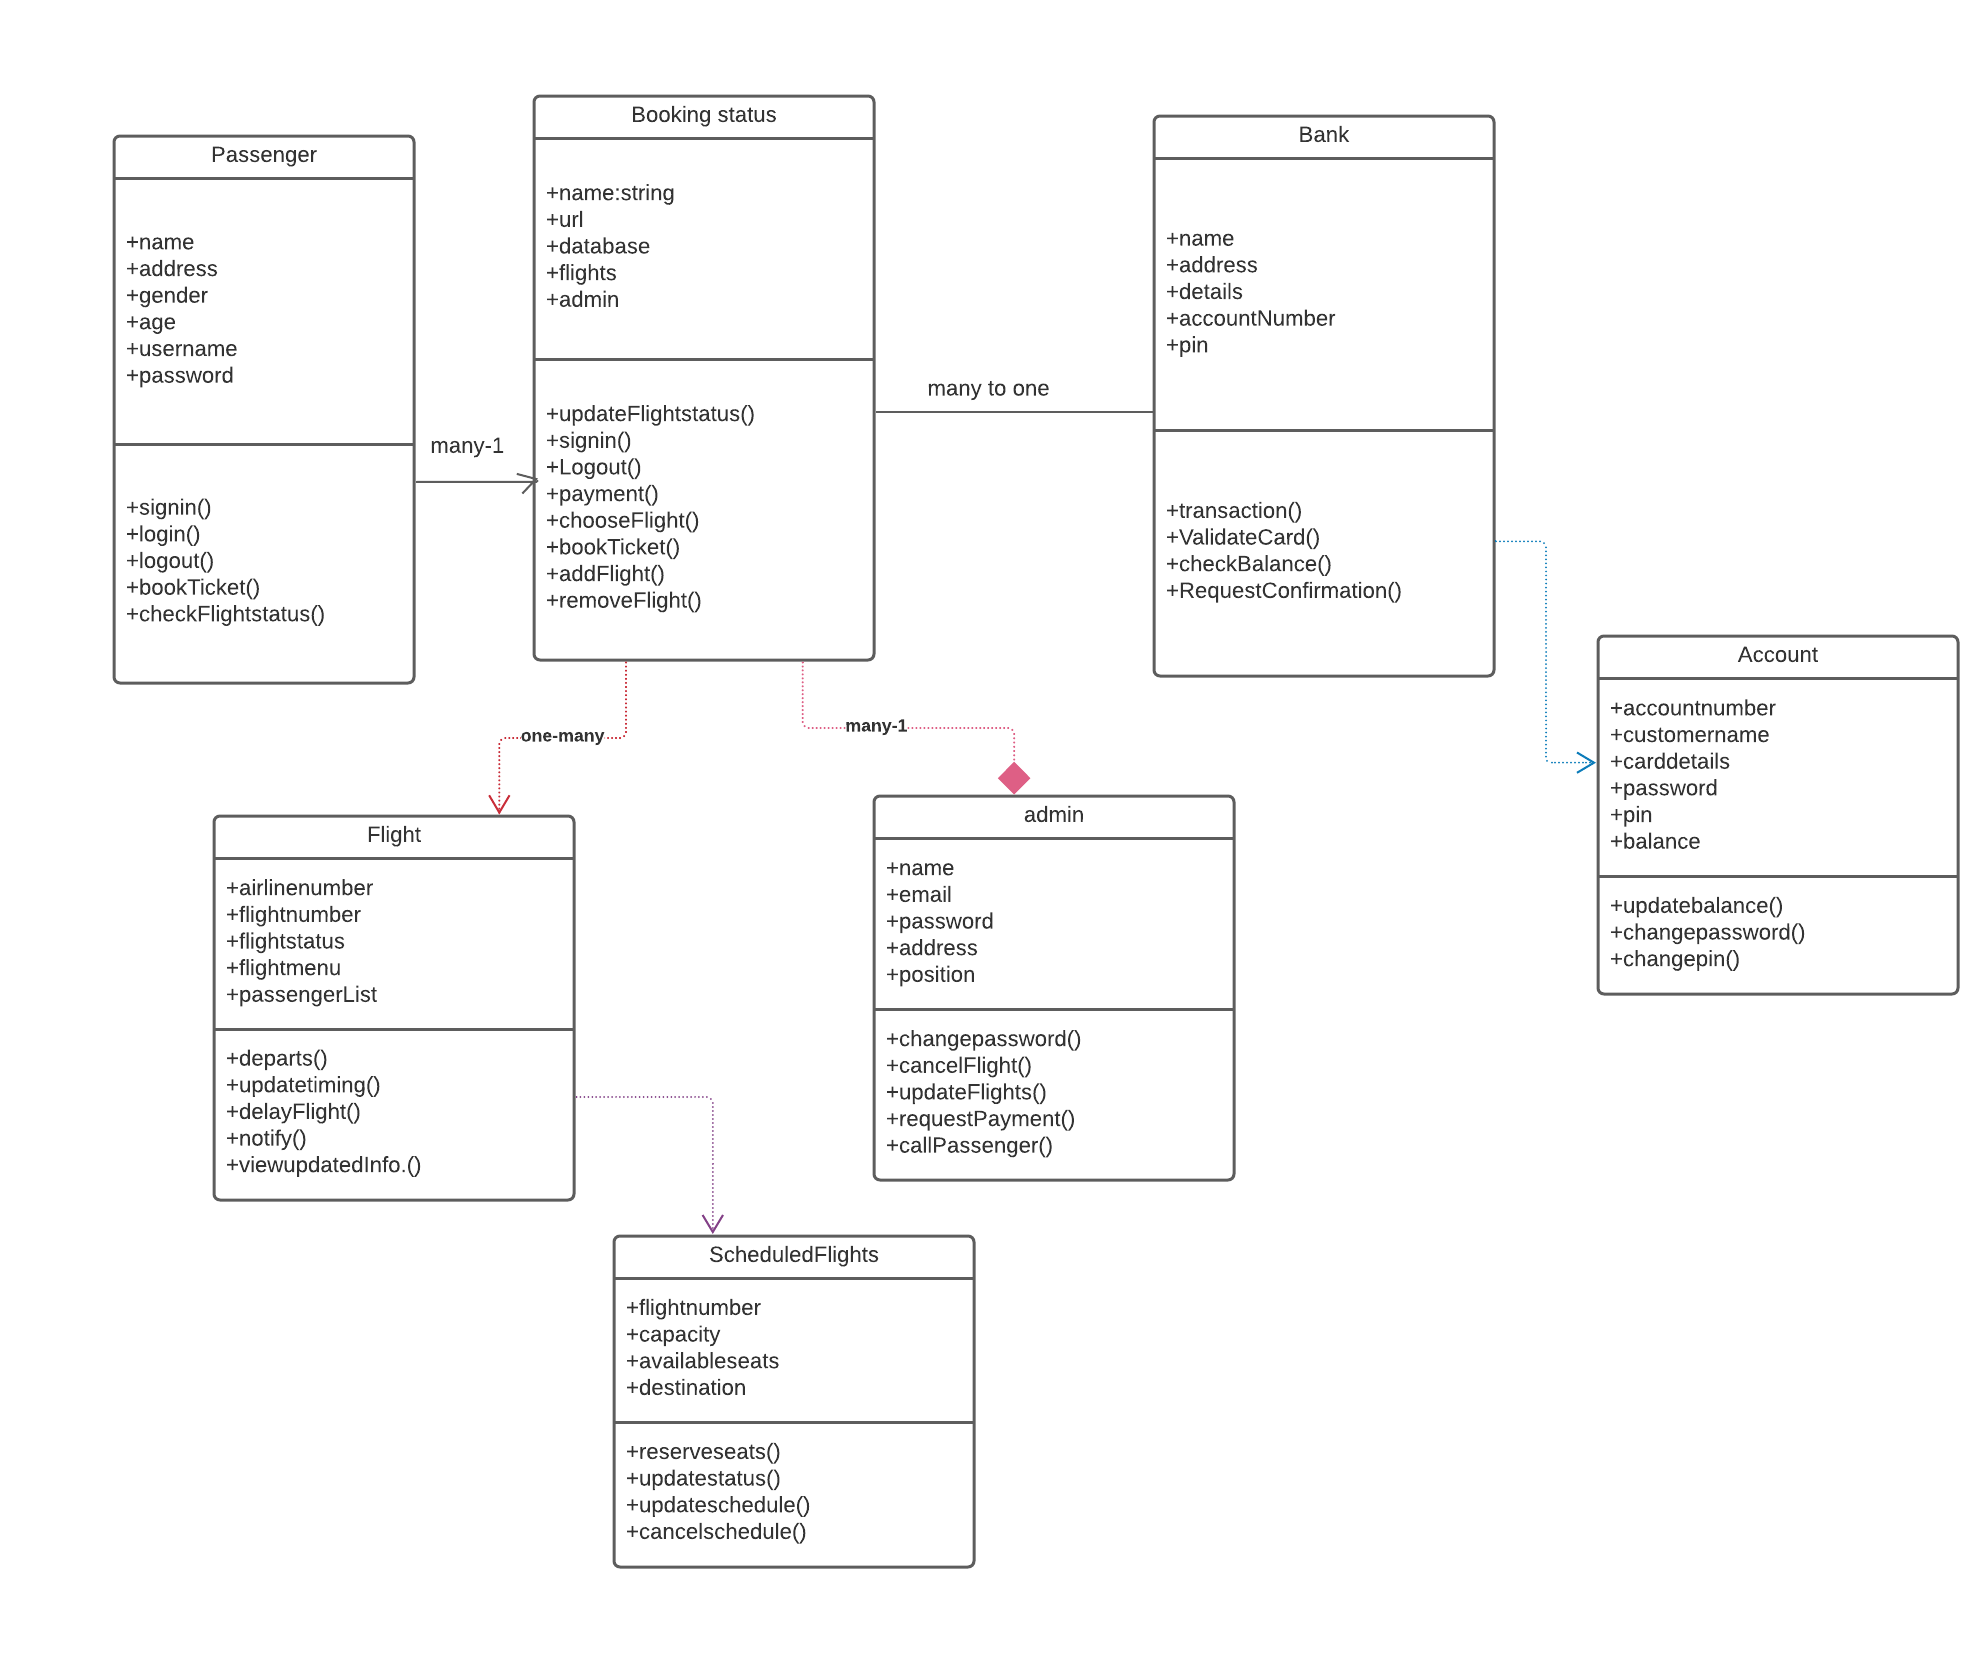 Passenger
+name
+address
+gender
+age
+username
+password
+signin()
+login()
+logout()
+bookTicket()
+checkFlightstatus()
many-1
Booking status
+name:string
+url
+database
+flights
+admin
+updateFlightstatus()
+signin()
+Logout()
+payment()
+chooseFlight()
+bookTicket()
+addFlight()
+removeFlight()
many to one
Bank
+name
+address
+details
+accountNumber
+pin
+transaction()
+ValidateCard()
+checkBalance()
+RequestConfirmation()
Account
+accountnumber
+customername
+carddetails
+password
+pin
+balance
+updatebalance()
+changepassword()
+changepin()
one-many
many-1
Flight
+airlinenumber
+flightnumber
+flightstatus
+flightmenu
+passengerList
+departs()
+updatetiming()
+delayFlight()
+notify()
+viewupdatedInfo.()
admin
+name
+email
+password
+address
+position
+changepassword()
+cancelFlight()
+updateFlights()
+requestPayment()
+callPassenger()
ScheduledFlights
+flightnumber
+capacity
+availableseats
+destination
+reserveseats()
+updatestatus()
+updateschedule()
+cancelschedule()